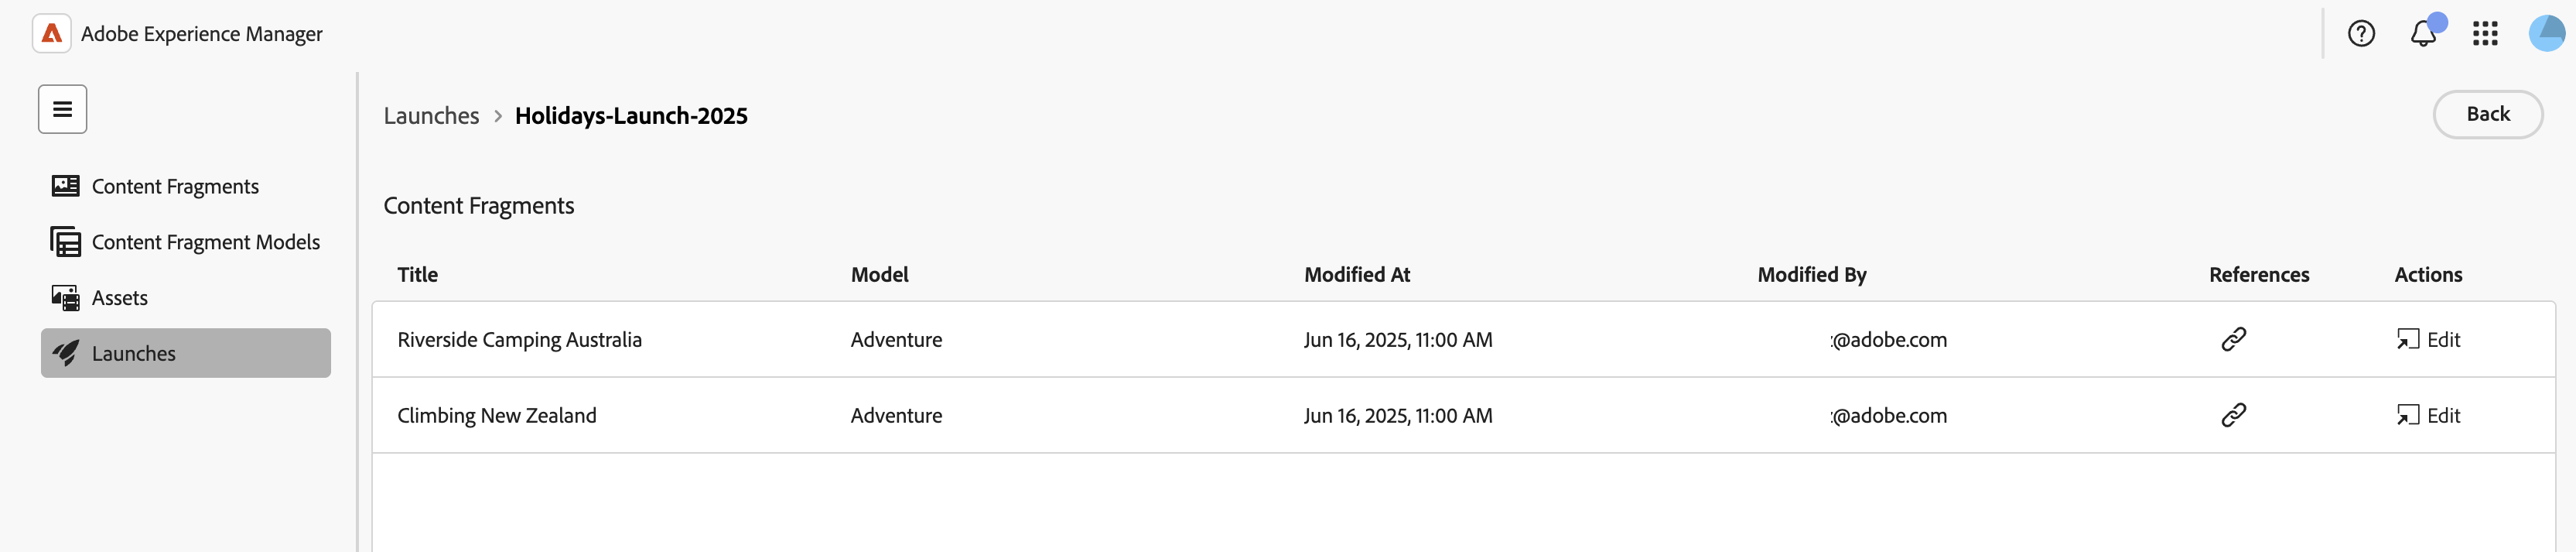 Adobe Experience Manager
Launches > Holidays-Launch-2025
Back
Content Fragments
Content Fragment Models
Assets
Launches
Content Fragments
Title Model Modified At Modified By References Actions
Riverside Camping Australia Adventure Jun 16, 2025, 11:00 AM @adobe.com Edit
Climbing New Zealand Adventure Jun 16, 2025, 11:00 AM @adobe.com Edit